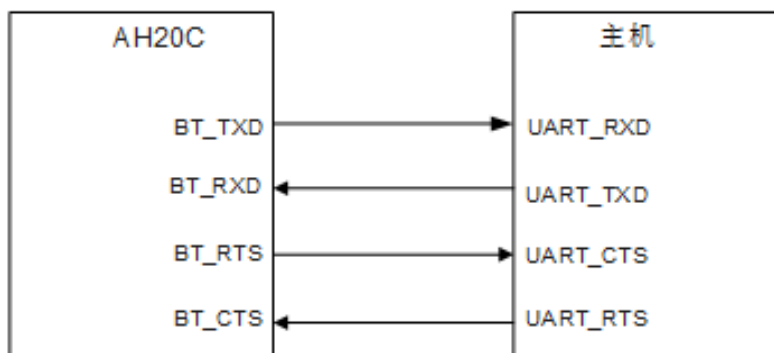 AH20C
主机
BT_TXD
UART_RXD
BT_RXD
UART_TXD
BT_RTS
UART_CTS
BT_CTS
UART_RTS